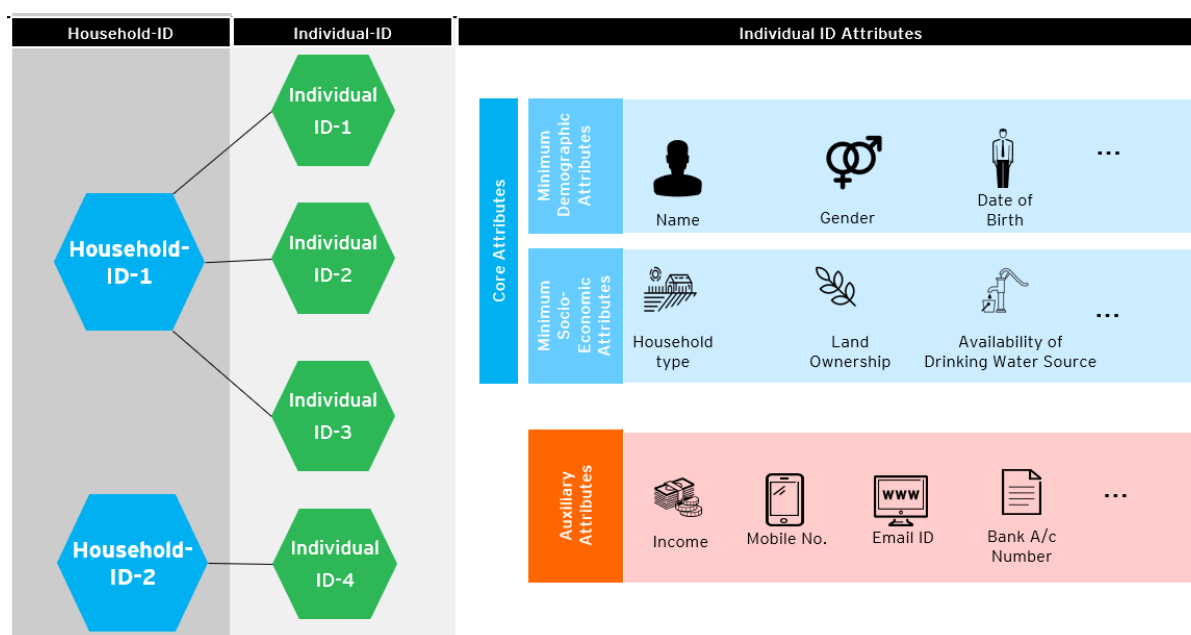 Household-ID
Individual-ID
Individual ID Attributes
Household-
ID-1
Household-
ID-2
Individual
ID-1
Individual
ID-2
Individual
ID-3
Individual
ID-4
Core Attributes
Minimum
Demographic
Attributes
Name
Gender
Date of
Birth
...
Minimum
Socio-
Economic
Attributes
Household
type
Land
Ownership
Availability of
Drinking Water Source
...
Auxiliary
Attributes
Income
Mobile No.
www
Email ID
Bank A/c
Number
...